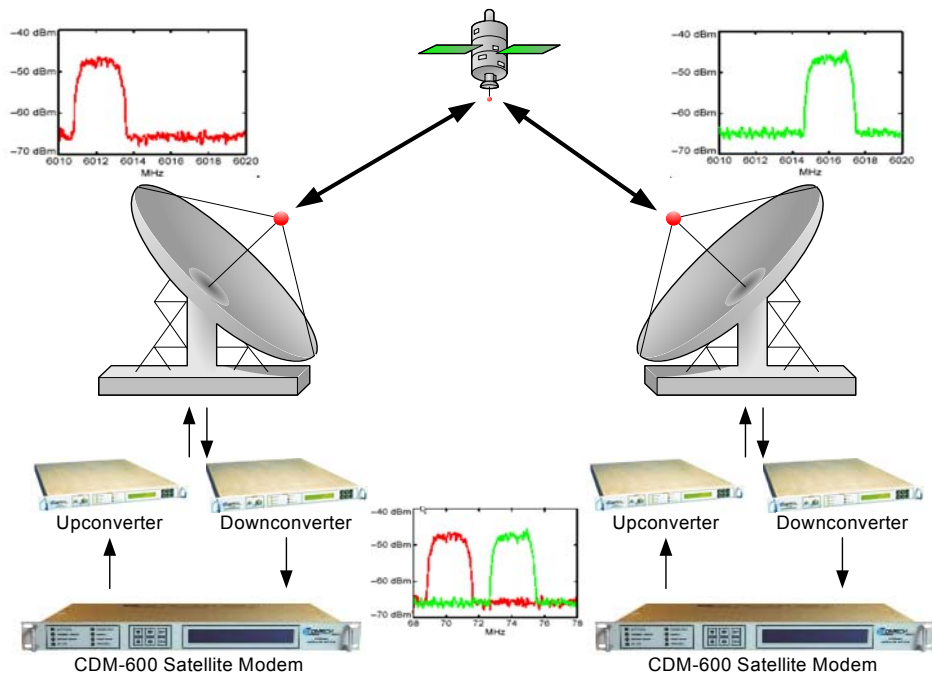 -40 dBm
-50 dBm
-60 dBm
-70 dBm
6010 6012 6014 6016 6018 6020
MHz
-40 dBm
-50 dBm
-60 dBm
-70 dBm
6010 6012 6014 6016 6018 6020
MHz
Upconverter
Downconverter
-40 dBm
-50 dBm
-60 dBm
-70 dBm
68 70 72 74 76 78
MHz
Upconverter
Downconverter
CDM-600 Satellite Modem
CDM-600 Satellite Modem